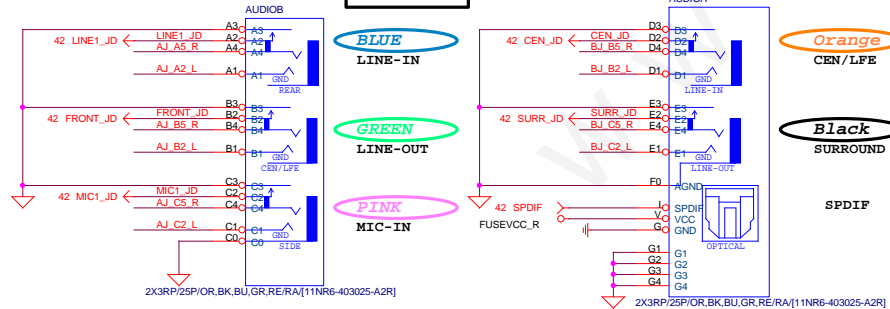 AUDIOB
A3 A3
42 LINE1_JD LINE1_JD A2 A2
AJ_A5_R A4 A4
AJ_A2_L A1 A1
GND
REAR
BLUE
LINE-IN
B3 B3
42 FRONT_JD FRONT_JD B2 B2
AJ_B5_R B4 B4
AJ_B2_L B1 B1
GND
CEN/LFE
GREEN
LINE-OUT
C3 C3
42 MIC1_JD MIC1_JD C2 C2
AJ_C5_R C4 C4
AJ_C2_L C1 C1
GND
C0 C0
SIDE
PINK
MIC-IN
2X3RP/25P/OR,BK,BU,GR,RE/RA/[11NR6-403025-A2R]
D3 D3
42 CEN_JD CEN_JD D2 D2
BJ_B5_R D4 D4
BJ_B2_L D1 D1
GND
LINE-IN
Orange
CEN/LFE
E3 E3
42 SURR_JD SURR_JD E2 E2
BJ_C5_R E4 E4
BJ_C2_L E1 E1
GND
LINE-OUT
Black
SURROUND
F0 AGND
42 SPDIF I SPDIF
FUSEVCC_R V VCC
G GND
OPTICAL
SPDIF
G1 G1
G2 G2
G3 G3
G4 G4
2X3RP/25P/OR,BK,BU,GR,RE/RA/[11NR6-403025-A2R]